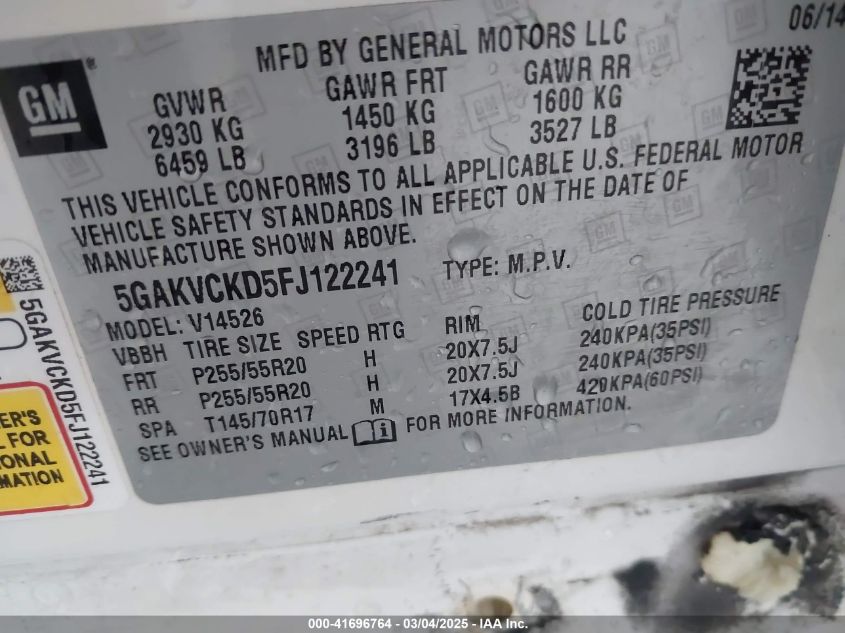 06/14
MFD BY GENERAL MOTORS LLC
GM
®
GVWR GAWR FRT GAWR RR
2930 KG 1450 KG 1600 KG
6459 LB 3196 LB 3527 LB
THIS VEHICLE CONFORMS TO ALL APPLICABLE U.S. FEDERAL MOTOR
VEHICLE SAFETY STANDARDS IN EFFECT ON THE DATE OF
MANUFACTURE SHOWN ABOVE.
5GAKVCKD5FJ122241 TYPE: M.P.V.
MODEL: V14526
VBBH TIRE SIZE SPEED RTG RIM COLD TIRE PRESSURE
FRT P255/55R20 H 20X7.5J 240KPA(35PSI)
RR P255/55R20 H 20X7.5J 240KPA(35PSI)
SPA T145/70R17 M 17X4.5B 420KPA(60PSI)
SEE OWNER'S MANUAL FOR MORE INFORMATION.
5GAKVCKD5FJ122241
ER'S
L FOR
IONAL
MATION
000-41696764 - 03/04/2025 - IAA Inc.